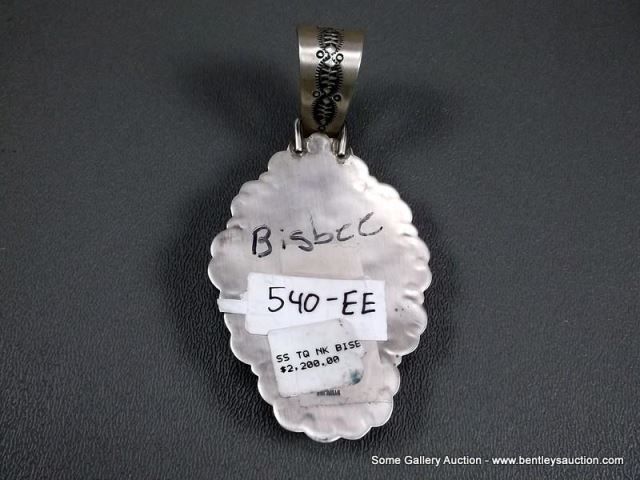 Bisbee
540-EE
SS TQ NK BISE
$2,200.00
Some Gallery Auction - www.bentleysauction.com